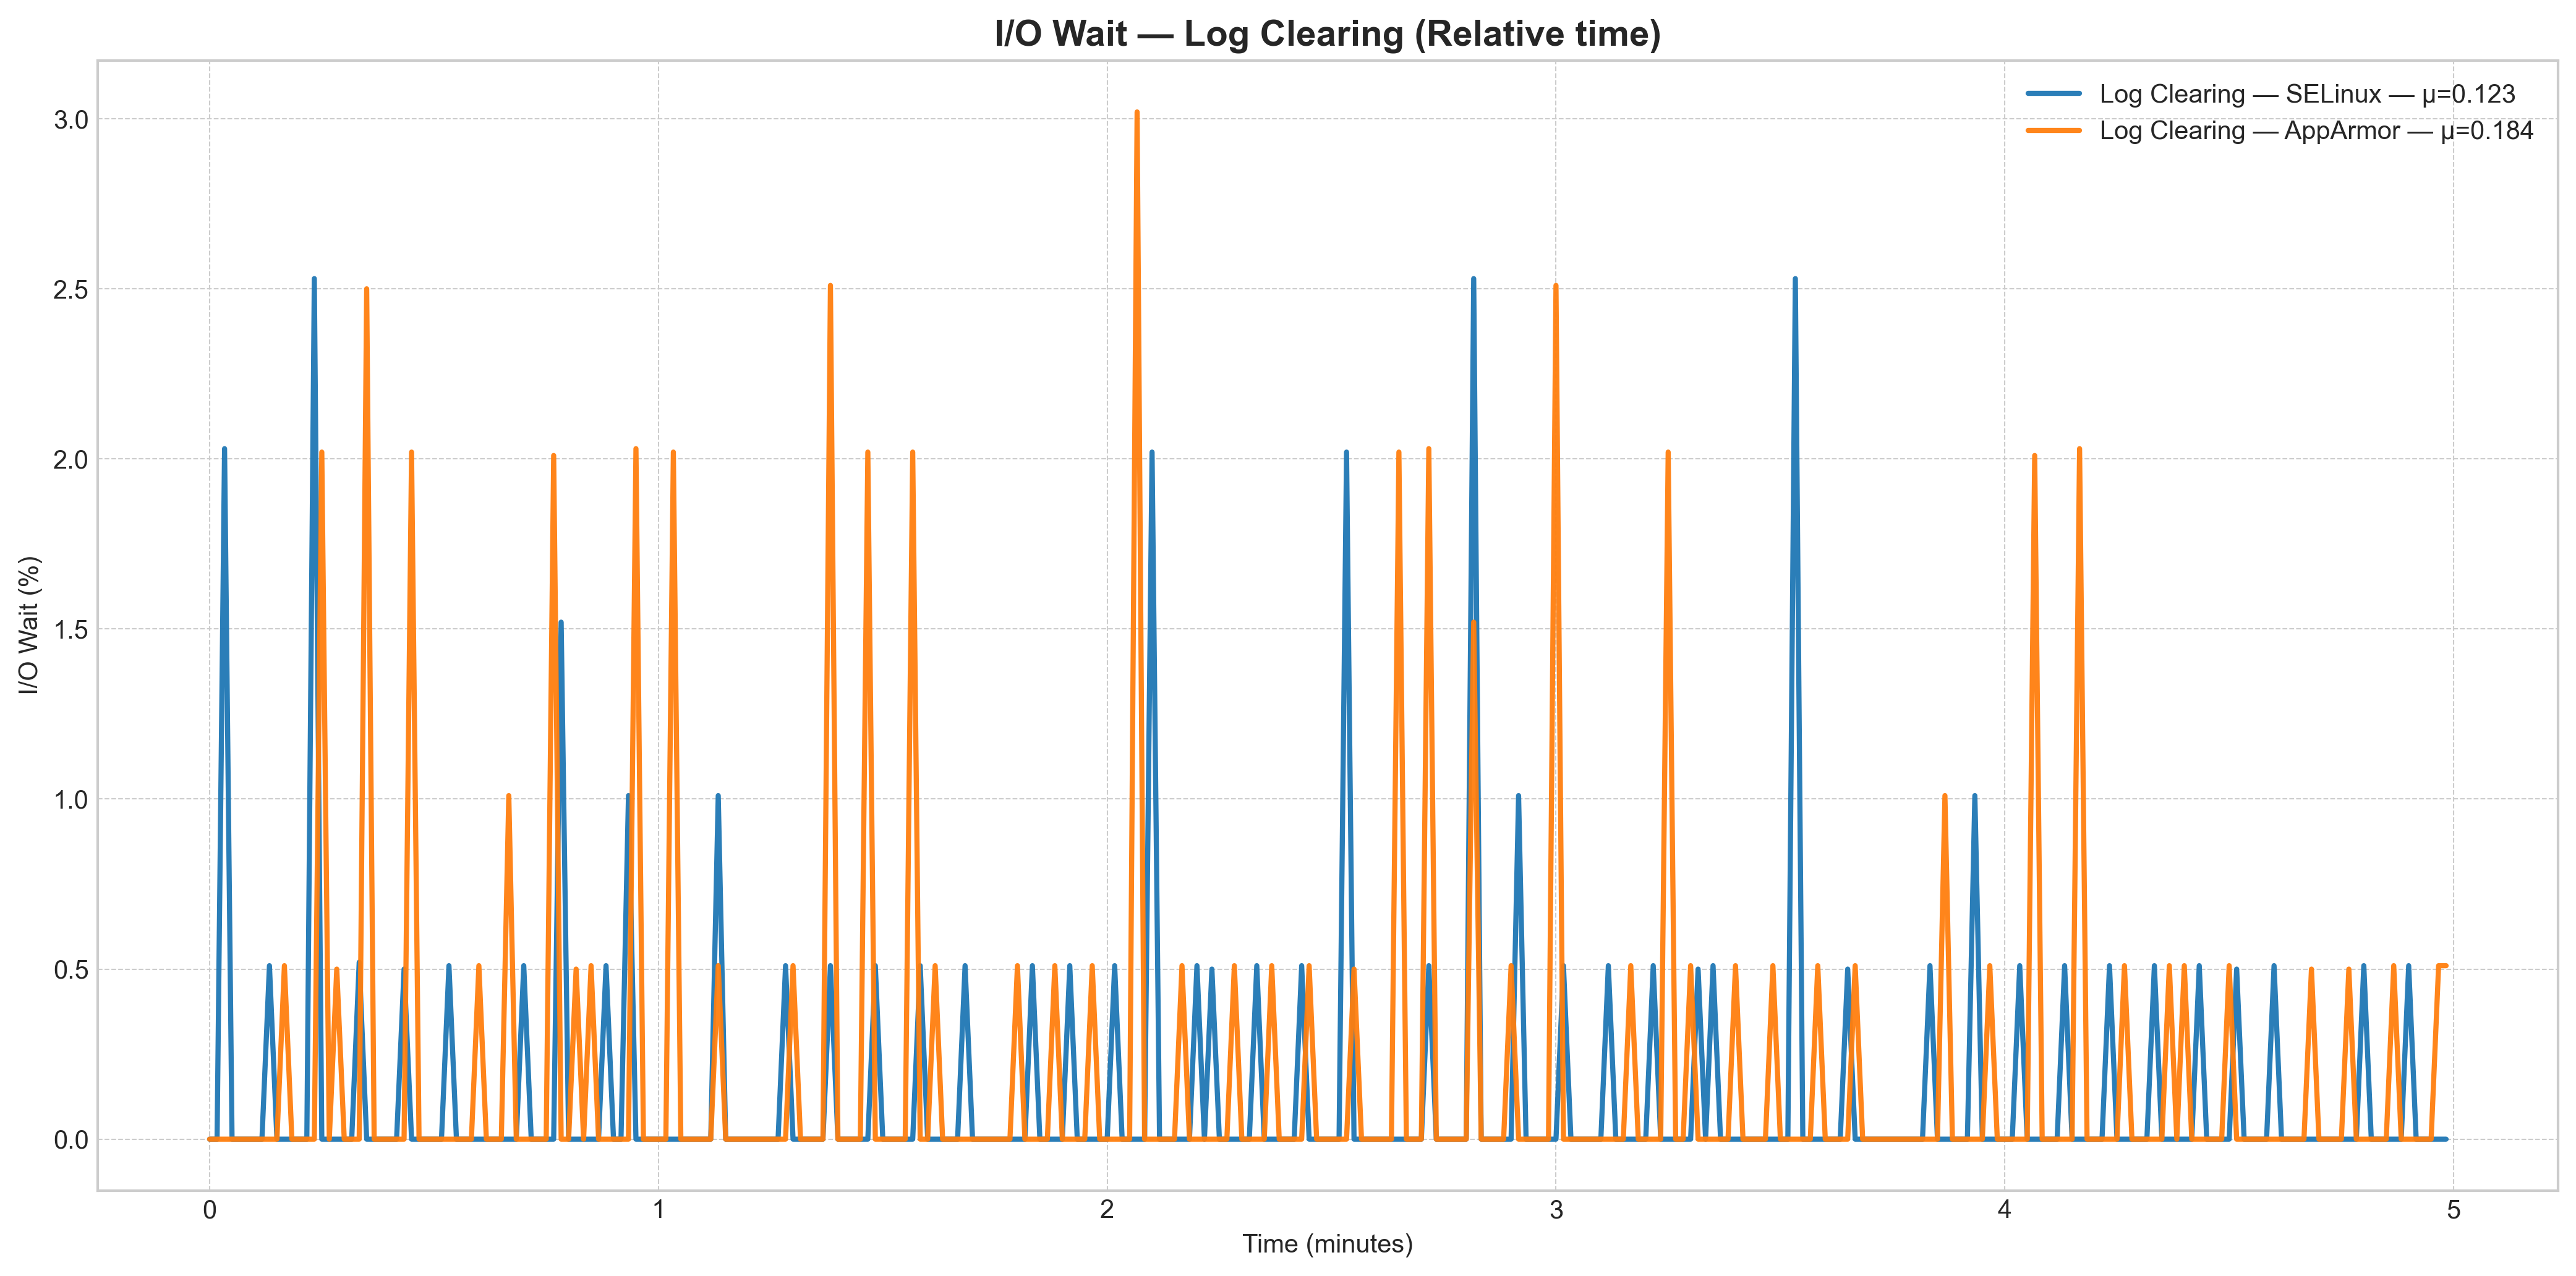 I/O Wait — Log Clearing (Relative time)
Log Clearing — SELinux — µ=0.123
Log Clearing — AppArmor — µ=0.184
3.0
2.5
2.0
1.5
1.0
0.5
0.0
I/O Wait (%)
0 1 2 3 4 5
Time (minutes)